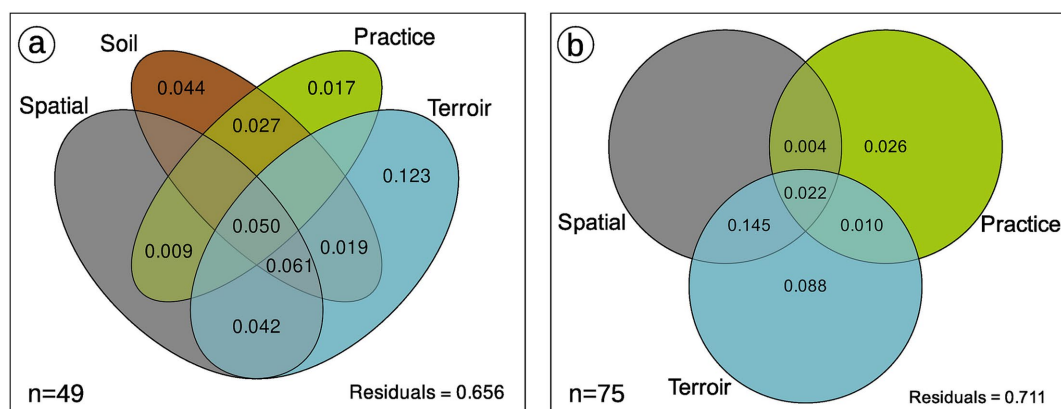 a
Soil
Practice
Spatial
Terroir
0.044
0.017
0.027
0.123
0.050
0.009
0.019
0.061
0.042
n=49
Residuals = 0.656
b
0.004
0.026
0.022
Spatial
0.145
0.010
Practice
0.088
Terroir
n=75
Residuals = 0.711